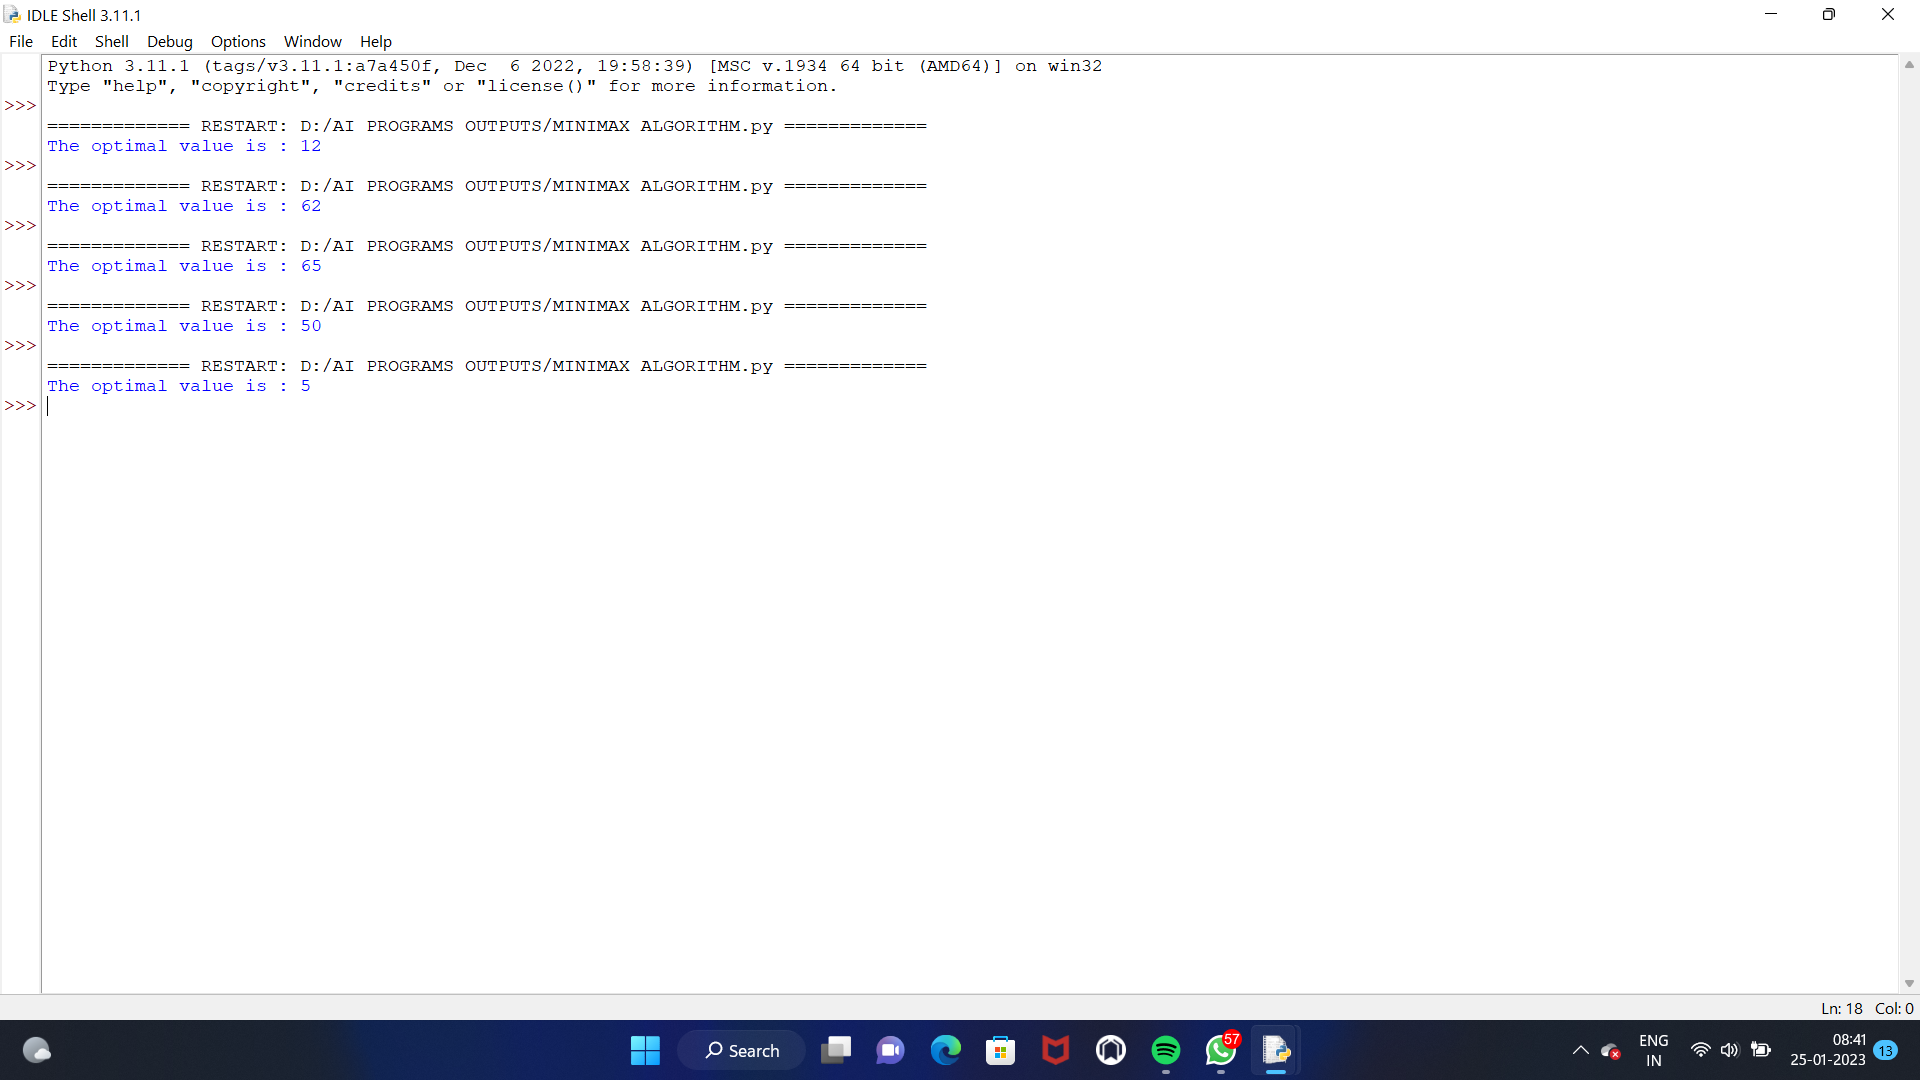 IDLE Shell 3.11.1
File Edit Shell Debug Options Window Help
Python 3.11.1 (tags/v3.11.1:a7a450f, Dec  6 2022, 19:58:39) [MSC v.1934 64 bit (AMD64)] on win32
Type "help", "copyright", "credits" or "license()" for more information.
>>>
============= RESTART: D:/AI PROGRAMS OUTPUTS/MINIMAX ALGORITHM.py =============
The optimal value is : 12
>>>
============= RESTART: D:/AI PROGRAMS OUTPUTS/MINIMAX ALGORITHM.py =============
The optimal value is : 62
>>>
============= RESTART: D:/AI PROGRAMS OUTPUTS/MINIMAX ALGORITHM.py =============
The optimal value is : 65
>>>
============= RESTART: D:/AI PROGRAMS OUTPUTS/MINIMAX ALGORITHM.py =============
The optimal value is : 50
>>>
============= RESTART: D:/AI PROGRAMS OUTPUTS/MINIMAX ALGORITHM.py =============
The optimal value is : 5
>>>
Ln: 18 Col: 0
Search
57
ENG
IN
08:41
25-01-2023
13